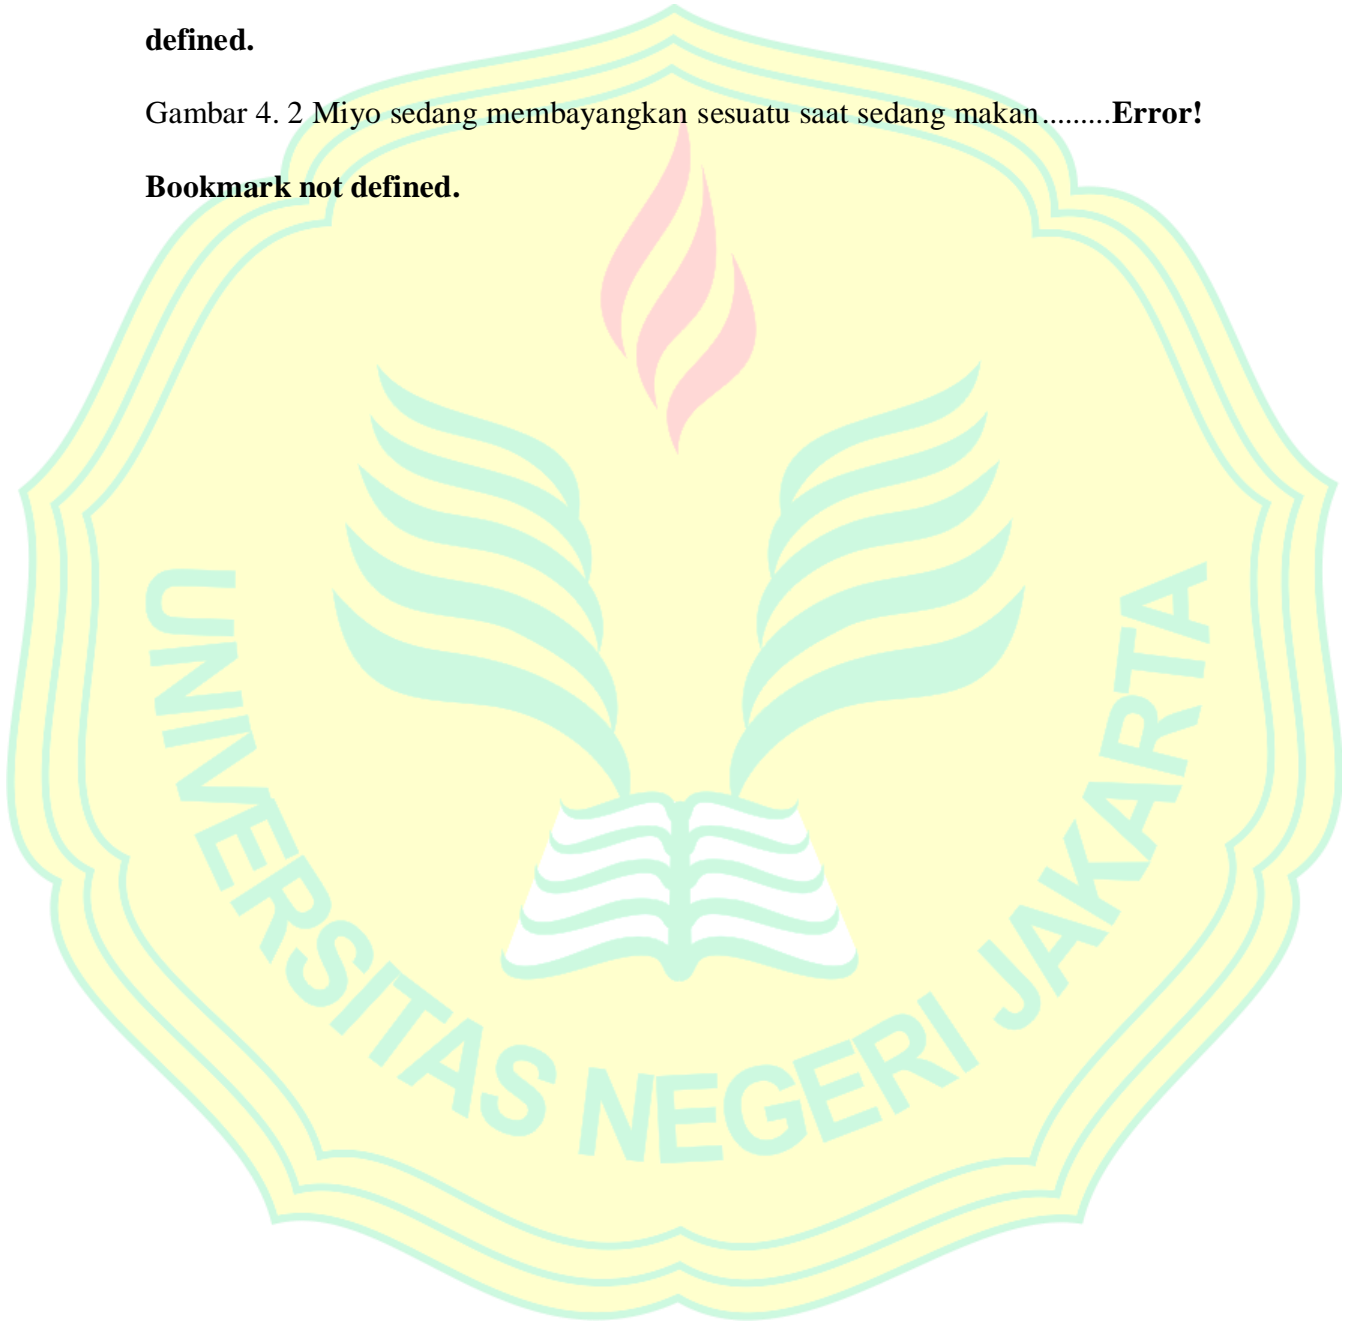 defined.
Gambar 4. 2 Miyo sedang membayangkan sesuatu saat sedang makan.........Error!
Bookmark not defined.
UNIVERSITAS NEGERI JAKARTA